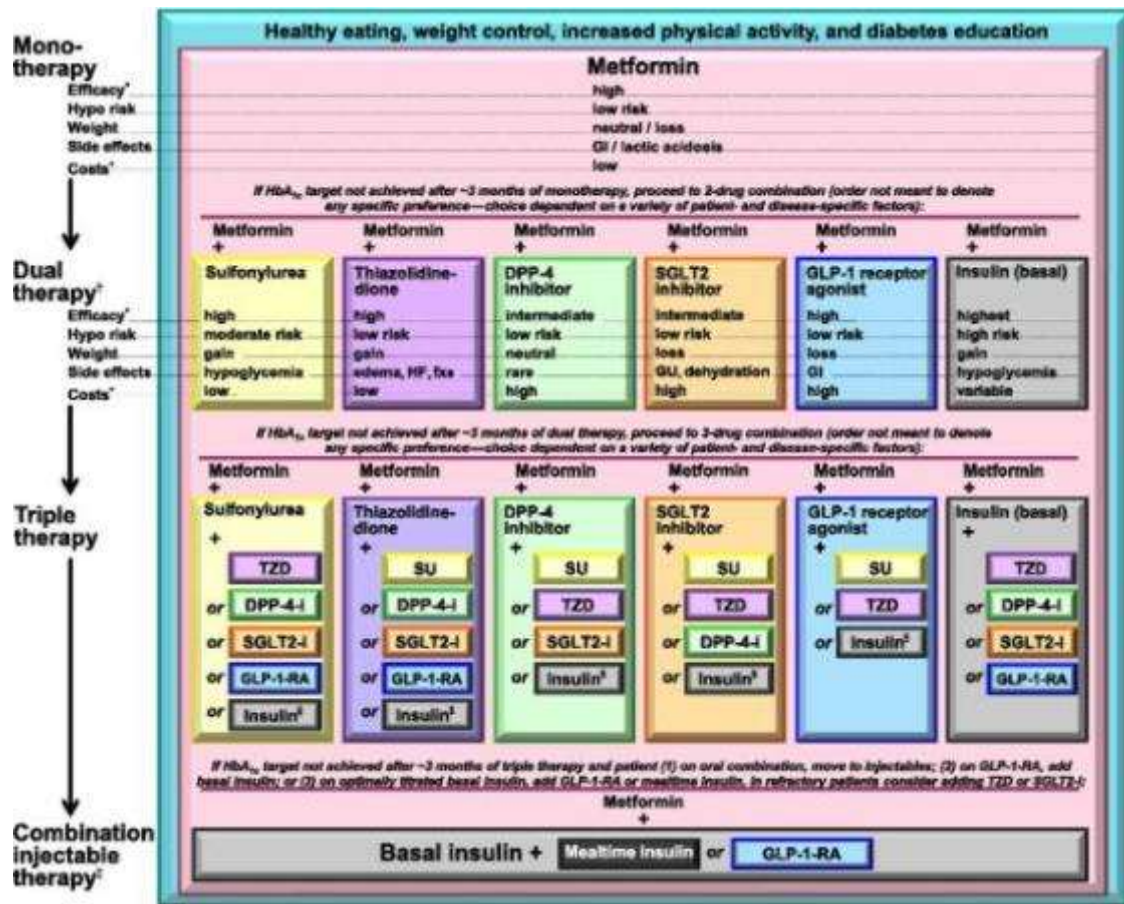 Healthy eating, weight control, increased physical activity, and diabetes education
Mono-
therapy
Metformin
Efficacy* high
Hypo risk low risk
Weight neutral / loss
Side effects GI / lactic acidosis
Costs* low
If HbA1c target not achieved after ~3 months of monotherapy, proceed to 2-drug combination (order not meant to denote
any specific preference—choice dependent on a variety of patient- and disease-specific factors):
Metformin Metformin Metformin Metformin Metformin Metformin
+ + + + + +
Dual
therapy†
Sulfonylurea
Thiazolidine-
dione
DPP-4
inhibitor
SGLT2
inhibitor
GLP-1 receptor
agonist
Insulin (basal)
Efficacy* high high intermediate intermediate high highest
Hypo risk moderate risk low risk low risk low risk low risk high risk
Weight gain gain neutral loss loss gain
Side effects hypoglycemia edema, HF, fxs rare GU, dehydration GI hypoglycemia
Costs* low low high high high variable
If HbA1c target not achieved after ~3 months of dual therapy, proceed to 3-drug combination (order not meant to denote
any specific preference—choice dependent on a variety of patient- and disease-specific factors):
Metformin Metformin Metformin Metformin Metformin Metformin
+ + + + + +
Triple
therapy
Sulfonylurea
+
TZD
or DPP-4-i
or SGLT2-i
or GLP-1-RA
or Insulin§
Thiazolidine-
dione
+
SU
or DPP-4-i
or SGLT2-i
or GLP-1-RA
or Insulin§
DPP-4
inhibitor
+
SU
or TZD
or SGLT2-i
or Insulin§
SGLT2
inhibitor
+
SU
or TZD
or DPP-4-i
or Insulin§
GLP-1 receptor
agonist
+
SU
or TZD
or Insulin§
Insulin (basal)
+
TZD
or DPP-4-i
or SGLT2-i
or GLP-1-RA
If HbA1c target not achieved after ~3 months of triple therapy and patient (1) on oral combination, move to injectables; (2) on GLP-1-RA, add
basal insulin; or (3) on optimally titrated basal insulin, add GLP-1-RA or mealtime insulin. In refractory patients consider adding TZD or SGLT2-i:
Metformin
+
Combination
injectable
therapy‡
Basal insulin + Mealtime insulin or GLP-1-RA